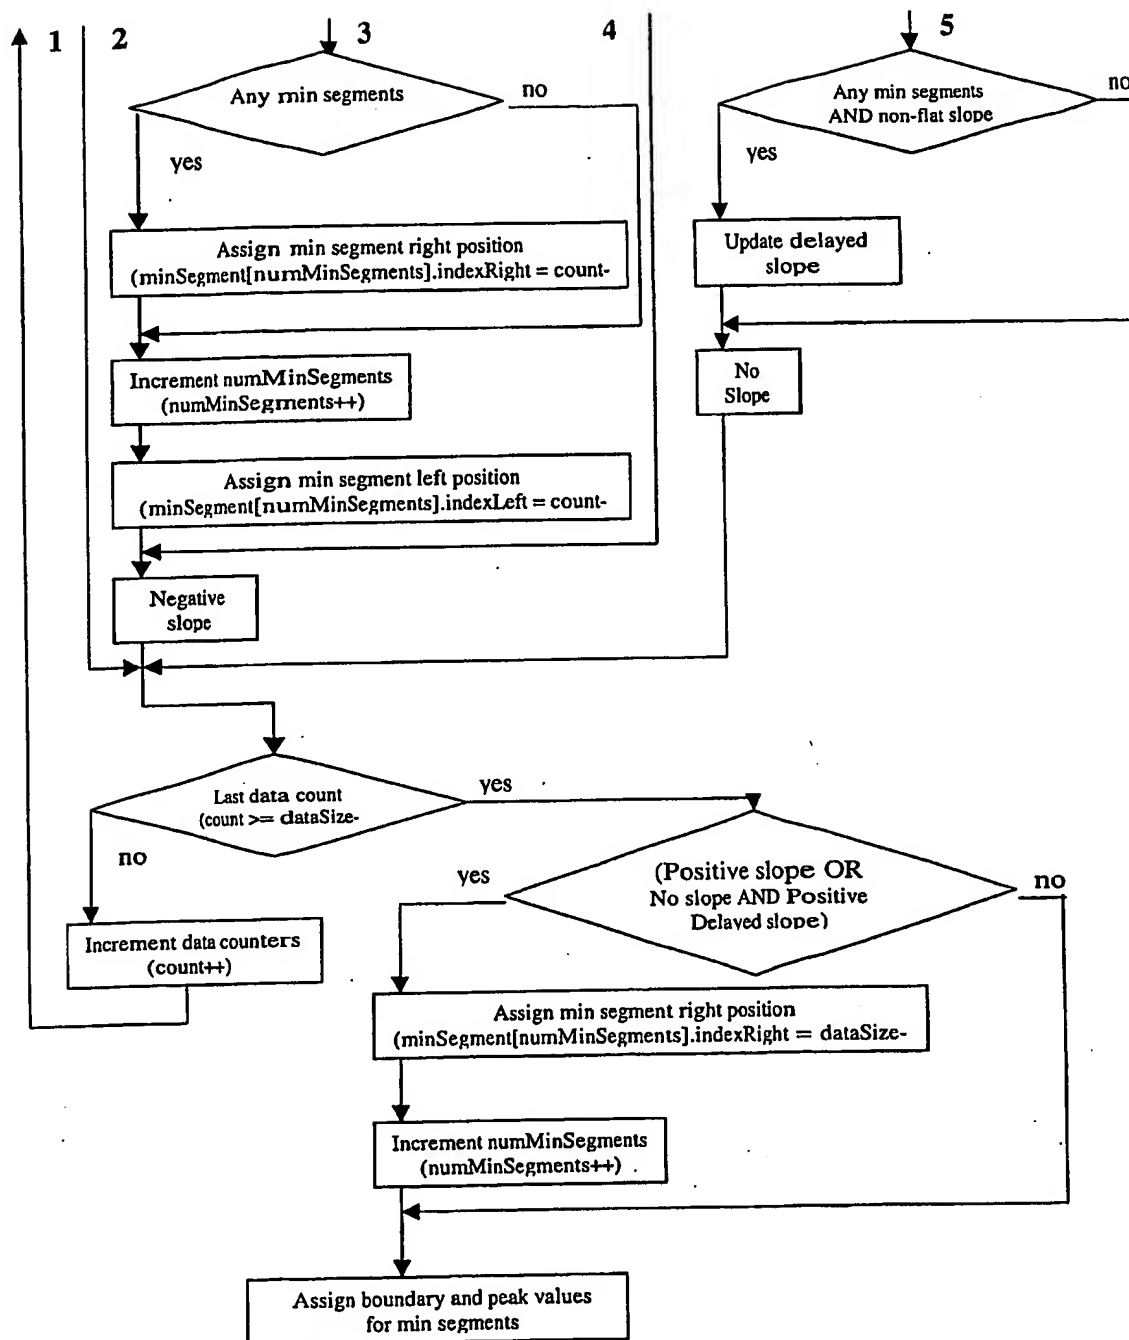 1
2
3
4
5
Any min segments
no
yes
Any min segments
AND non-flat slope
no
yes
Assign min segment right position
(minSegment[numMinSegments].indexRight = count-
Update delayed
slope
Increment numMinSegments
(numMinSegments++)
No
Slope
Assign min segment left position
(minSegment[numMinSegments].indexLeft = count-
Negative
slope
Last data count
(count >= dataSize-
yes
no
(Positive slope OR
No slope AND Positive
Delayed slope)
yes
no
Increment data counters
(count++)
Assign min segment right position
(minSegment[numMinSegments].indexRight = dataSize-
Increment numMinSegments
(numMinSegments++)
Assign boundary and peak values
for min segments